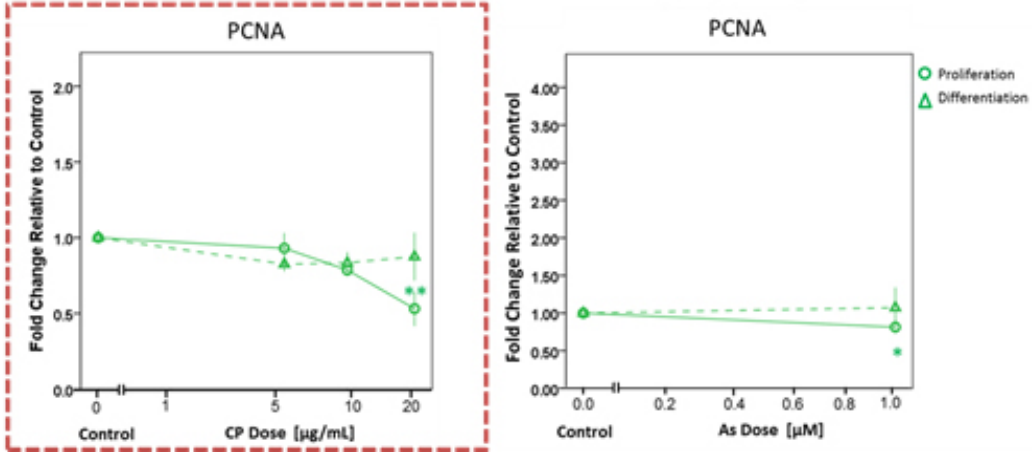 PCNA
Fold Change Relative to Control
2.0
1.5
1.0
0.5
0.0
**
0 1 5 10 20
Control CP Dose [µg/mL]
PCNA
Fold Change Relative to Control
4.00
3.50
3.00
2.50
2.00
1.50
1.00
0.50
0.00
*
0.0 0.2 0.4 0.6 0.8 1.0
Control As Dose [µM]
Proliferation
Differentiation